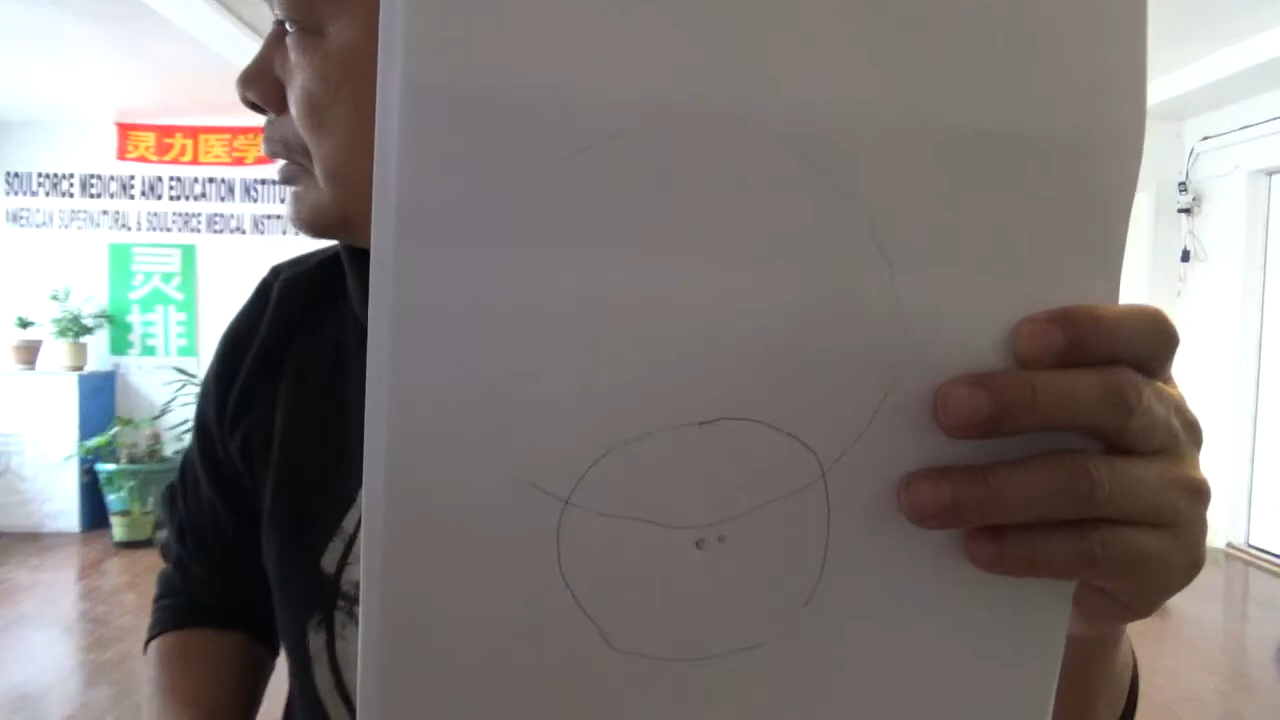 灵力医学
SOULFORCE MEDICINE AND EDUCATION INSTITU
AMERICAN SUPERNATURAL & SOULFORCE MEDICAL INSTITU
灵
排